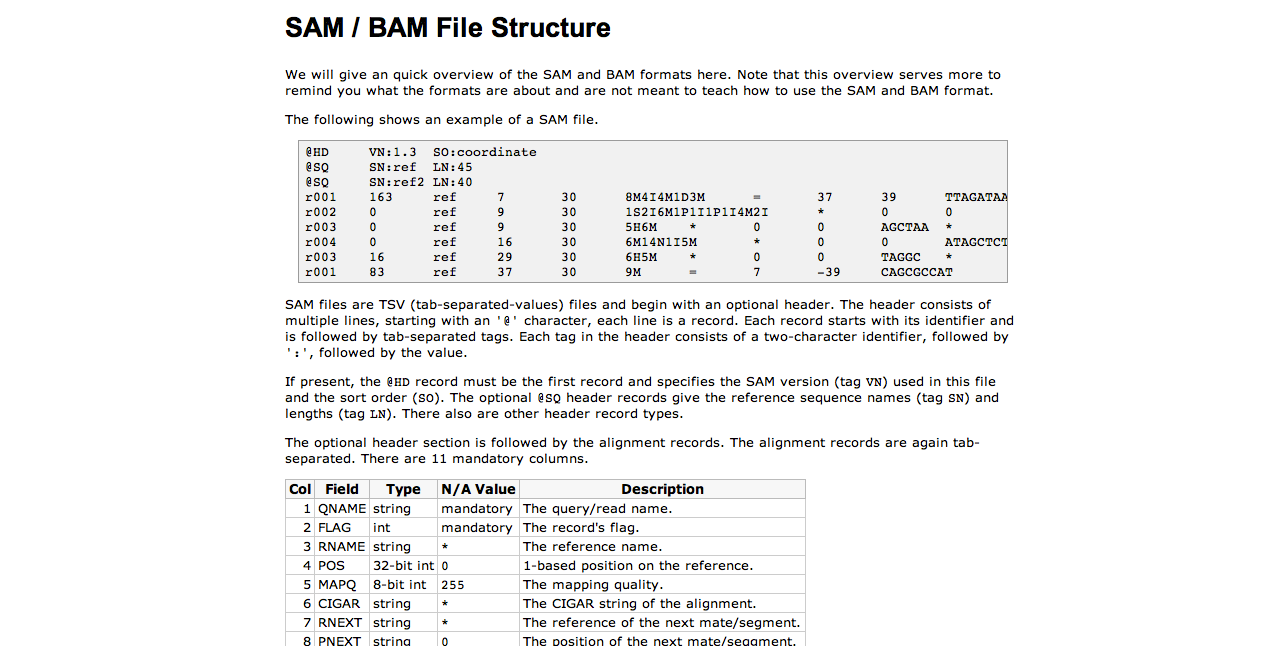 SAM / BAM File Structure
We will give an quick overview of the SAM and BAM formats here. Note that this overview serves more to
remind you what the formats are about and are not meant to teach how to use the SAM and BAM format.
The following shows an example of a SAM file.
@HD VN:1.3 SO:coordinate
@SQ SN:ref LN:45
@SQ SN:ref2 LN:40
r001 163 ref 7 30 8M4I4M1D3M = 37 39 TTAGATAA
r002 0 ref 9 30 1S2I6M1P1I1P1I4M2I * 0 0
r003 0 ref 9 30 5H6M * 0 0 AGCTAA *
r004 0 ref 16 30 6M14N1I5M * 0 0 ATAGCTCT
r003 16 ref 29 30 6H5M * 0 0 TAGGC *
r001 83 ref 37 30 9M = 7 -39 CAGCGCCAT
SAM files are TSV (tab-separated-values) files and begin with an optional header. The header consists of
multiple lines, starting with an '@' character, each line is a record. Each record starts with its identifier and
is followed by tab-separated tags. Each tag in the header consists of a two-character identifier, followed by
':', followed by the value.
If present, the @HD record must be the first record and specifies the SAM version (tag VN) used in this file
and the sort order (SO). The optional @SQ header records give the reference sequence names (tag SN) and
lengths (tag LN). There also are other header record types.
The optional header section is followed by the alignment records. The alignment records are again tab-
separated. There are 11 mandatory columns.
Col Field Type N/A Value Description
1 QNAME string mandatory The query/read name.
2 FLAG int mandatory The record's flag.
3 RNAME string * The reference name.
4 POS 32-bit int 0 1-based position on the reference.
5 MAPQ 8-bit int 255 The mapping quality.
6 CIGAR string * The CIGAR string of the alignment.
7 RNEXT string * The reference of the next mate/segment.
8 PNEXT string 0 The position of the next mate/seqgment.